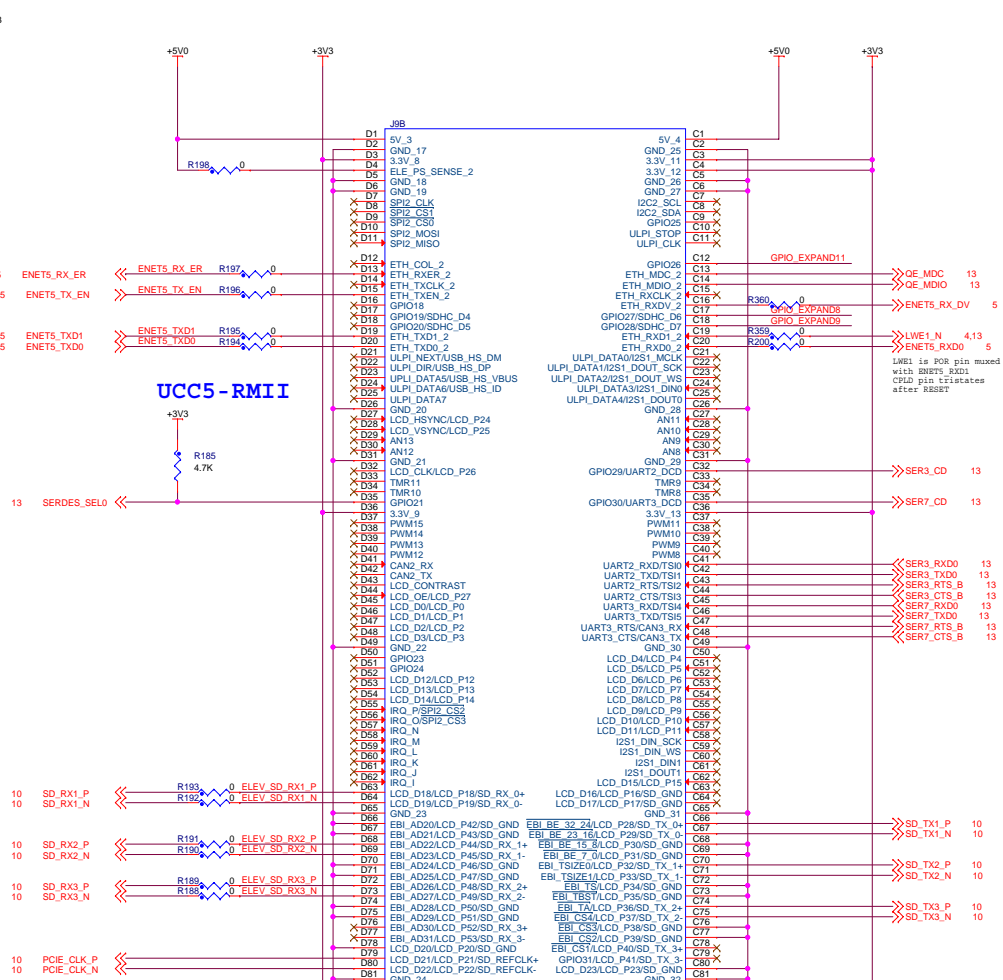 +5V0 +3V3 +5V0 +3V3
J9B
D1 5V_3 5V_4 C1
D2 GND_17 GND_25 C2
D3 3.3V_8 3.3V_11 C3
R198 0 D4 ELE_PS_SENSE_2 3.3V_12 C4
D5 GND_18 GND_26 C5
D6 GND_19 GND_27 C6
D7 SPI2_CLK I2C2_SCL C7
D8 SPI2_CS1 I2C2_SDA C8
D9 SPI2_CS0 GPIO25 C9
D10 SPI2_MOSI ULPI_STOP C10
D11 SPI2_MISO ULPI_CLK C11
D12 ETH_COL_2 GPIO26 C12 GPIO_EXPAND11
ENET5_RX_ER ENET5_RX_ER R197 0 D13 ETH_RXER_2 ETH_MDC_2 C13 QE_MDC 13
D14 ETH_TXCLK_2 ETH_MDIO_2 C14 QE_MDIO 13
5 ENET5_TX_EN ENET5_TX_EN R196 0 D15 ETH_TXEN_2 ETH_RXCLK_2 C15
D16 GPIO18 ETH_RXDV_2 C16 R360 0 ENET5_RX_DV 5
D17 GPIO19/SDHC_D4 GPIO27/SDHC_D6 C17 GPIO_EXPAND8
D18 GPIO20/SDHC_D5 GPIO28/SDHC_D7 C18 GPIO_EXPAND9
5 ENET5_TXD1 ENET5_TXD1 R195 0 D19 ETH_TXD1_2 ETH_RXD1_2 C19 R359 0 LWE1_N 4,13
5 ENET5_TXD0 ENET5_TXD0 R194 0 D20 ETH_TXD0_2 ETH_RXD0_2 C20 R200 0 ENET5_RXD0 5
D21 ULPI_NEXT/USB_HS_DM ULPI_DATA0/I2S1_MCLK C21
D22 ULPI_DIR/USB_HS_DP ULPI_DATA1/I2S1_DOUT_SCK C22
D23 UPLI_DATA5/USB_HS_VBUS ULPI_DATA2/I2S1_DOUT_WS C23
D24 ULPI_DATA6/USB_HS_ID ULPI_DATA3/I2S1_DIN0 C24
D25 ULPI_DATA7 ULPI_DATA4/I2S1_DOUT0 C25
LWE1 is POR pin muxed
with ENET5_RXD1
CPLD pin tristates
after RESET
UCC5-RMII
D26 GND_20 GND_28 C26
D27 LCD_HSYNC/LCD_P24 AN11 C27
D28 LCD_VSYNC/LCD_P25 AN10 C28
D29 AN13 AN9 C29
D30 AN12 AN8 C30
+3V3
R185
4.7K
D31 GND_21 GND_29 C31
D32 LCD_CLK/LCD_P26 GPIO29/UART2_DCD C32 SER3_CD 13
D33 TMR11 TMR9 C33
D34 TMR10 TMR8 C34
13 SERDES_SEL0 D35 GPIO21 GPIO30/UART3_DCD C35 SER7_CD 13
D36 3.3V_9 3.3V_13 C36
D37 PWM15 PWM11 C37
D38 PWM14 PWM10 C38
D39 PWM13 PWM9 C39
D40 PWM12 PWM8 C40
D41 CAN2_RX UART2_RXD/TSI0 C41 SER3_RXD0 13
D42 CAN2_TX UART2_TXD/TSI1 C42 SER3_TXD0 13
D43 LCD_CONTRAST UART2_RTS/TSI2 C43 SER3_RTS_B 13
D44 LCD_OE/LCD_P27 UART2_CTS/TSI3 C44 SER3_CTS_B 13
D45 LCD_D0/LCD_P0 UART3_RXD/TSI4 C45 SER7_RXD0 13
D46 LCD_D1/LCD_P1 UART3_TXD/TSI5 C46 SER7_TXD0 13
D47 LCD_D2/LCD_P2 UART3_RTS/CAN3_RX C47 SER7_RTS_B 13
D48 LCD_D3/LCD_P3 UART3_CTS/CAN3_TX C48 SER7_CTS_B 13
D49 GND_22 GND_30 C49
D50 GPIO23 LCD_D4/LCD_P4 C50
D51 GPIO24 LCD_D5/LCD_P5 C51
D52 LCD_D12/LCD_P12 LCD_D6/LCD_P6 C52
D53 LCD_D13/LCD_P13 LCD_D7/LCD_P7 C53
D54 LCD_D14/LCD_P14 LCD_D8/LCD_P8 C54
D55 IRQ_P/SPI2_CS2 LCD_D9/LCD_P9 C55
D56 IRQ_O/SPI2_CS3 LCD_D10/LCD_P10 C56
D57 IRQ_N LCD_D11/LCD_P11 C57
D58 IRQ_M I2S1_DIN_SCK C58
D59 IRQ_L I2S1_DIN_WS C59
D60 IRQ_K I2S1_DIN1 C60
D61 IRQ_J I2S1_DOUT1 C61
D62 IRQ_I LCD_D15/LCD_P15 C62
10 SD_RX1_P R193 0 ELEV_SD_RX1_P D63 LCD_D18/LCD_P18/SD_RX_0+ LCD_D16/LCD_P16/SD_GND C63
10 SD_RX1_N R192 0 ELEV_SD_RX1_N D64 LCD_D19/LCD_P19/SD_RX_0- LCD_D17/LCD_P17/SD_GND C64
D65 GND_23 GND_31 C65
D66 EBI_AD20/LCD_P42/SD_GND EBI_BE_32_24/LCD_P28/SD_TX_0+ C66 SD_TX1_P 10
D67 EBI_AD21/LCD_P43/SD_GND EBI_BE_23_16/LCD_P29/SD_TX_0- C67 SD_TX1_N 10
10 SD_RX2_P R191 0 ELEV_SD_RX2_P D68 EBI_AD22/LCD_P44/SD_RX_1+ EBI_BE_15_8/LCD_P30/SD_GND C68
10 SD_RX2_N R190 0 ELEV_SD_RX2_N D69 EBI_AD23/LCD_P45/SD_RX_1- EBI_BE_7_0/LCD_P31/SD_GND C69
D70 EBI_AD24/LCD_P46/SD_GND EBI_TSIZE0/LCD_P32/SD_TX_1+ C70 SD_TX2_P 10
D71 EBI_AD25/LCD_P47/SD_GND EBI_TSIZE1/LCD_P33/SD_TX_1- C71 SD_TX2_N 10
10 SD_RX3_P R189 0 ELEV_SD_RX3_P D72 EBI_AD26/LCD_P48/SD_RX_2+ EBI_TS/LCD_P34/SD_GND C72
10 SD_RX3_N R188 0 ELEV_SD_RX3_N D73 EBI_AD27/LCD_P49/SD_RX_2- EBI_TBST/LCD_P35/SD_GND C73
D74 EBI_AD28/LCD_P50/SD_GND EBI_TA/LCD_P36/SD_TX_2+ C74 SD_TX3_P 10
D75 EBI_AD29/LCD_P51/SD_GND EBI_CS4/LCD_P37/SD_TX_2- C75 SD_TX3_N 10
D76 EBI_AD30/LCD_P52/SD_RX_3+ EBI_CS3/LCD_P38/SD_GND C76
D77 EBI_AD31/LCD_P53/SD_RX_3- EBI_CS2/LCD_P39/SD_GND C77
D78 LCD_D20/LCD_P20/SD_GND EBI_CS1/LCD_P40/SD_TX_3+ C78
10 PCIE_CLK_P D79 LCD_D21/LCD_P21/SD_REFCLK+ GPIO31/LCD_P41/SD_TX_3- C79
10 PCIE_CLK_N D80 LCD_D22/LCD_P22/SD_REFCLK- LCD_D23/LCD_P23/SD_GND C80
D81 GND_24 GND_32 C81